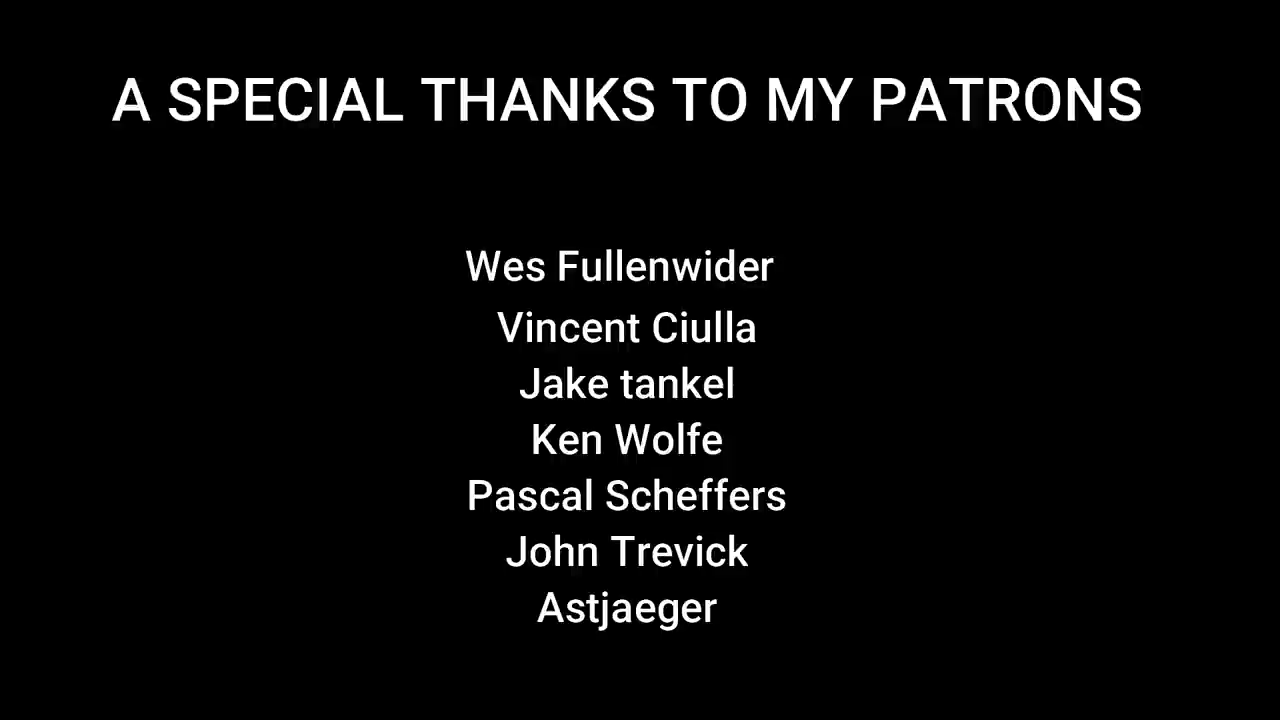 A SPECIAL THANKS TO MY PATRONS
Wes Fullenwider
Vincent Ciulla
Jake tankel
Ken Wolfe
Pascal Scheffers
John Trevick
Astjaeger